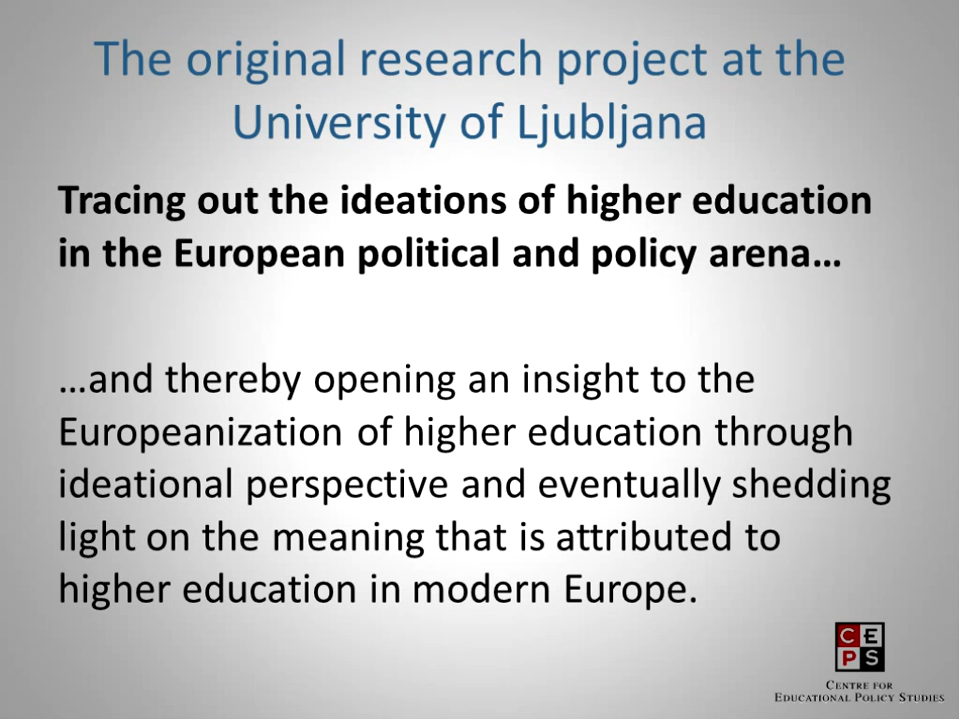 The original research project at the
University of Ljubljana
Tracing out the ideations of higher education
in the European political and policy arena…
…and thereby opening an insight to the
Europeanization of higher education through
ideational perspective and eventually shedding
light on the meaning that is attributed to
higher education in modern Europe.
C E
P S
CENTRE FOR
EDUCATIONAL POLICY STUDIES